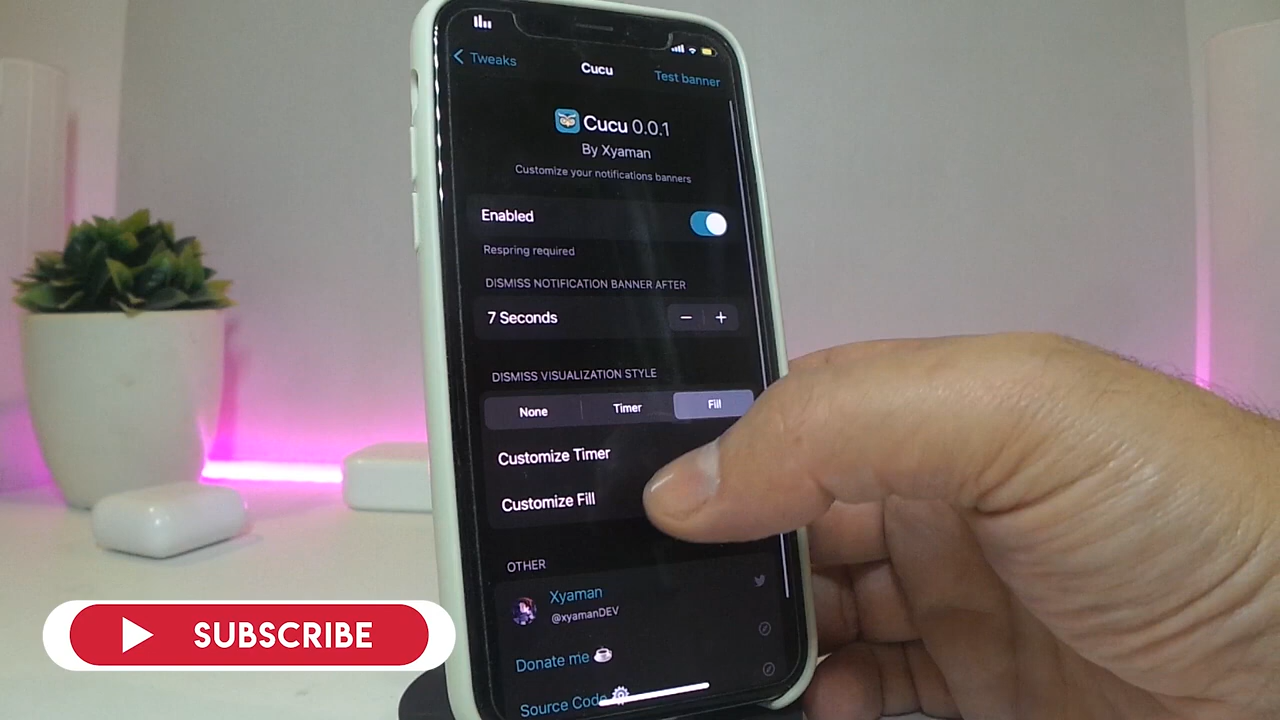 Tweaks
Cucu
Test banner
Cucu 0.0.1
By Xyaman
Customize your notifications banners
Enabled
Respring required
DISMISS NOTIFICATION BANNER AFTER
7 Seconds
− +
DISMISS VISUALIZATION STYLE
None Timer Fill
Customize Timer
Customize Fill
OTHER
Xyaman
@xyamanDEV
Donate me ☕
Source Code ⚙
SUBSCRIBE